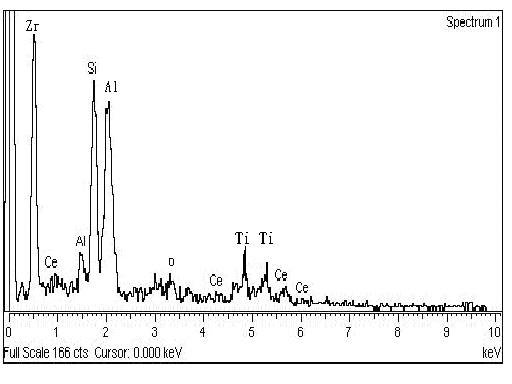 Spectrum 1
Zr
Si
Al
Ce
Al
o
Ce
Ti
Ti
Ce
Ce
0 1 2 3 4 5 6 7 8 9 10
Full Scale 166 cts Cursor: 0.000 keV
keV